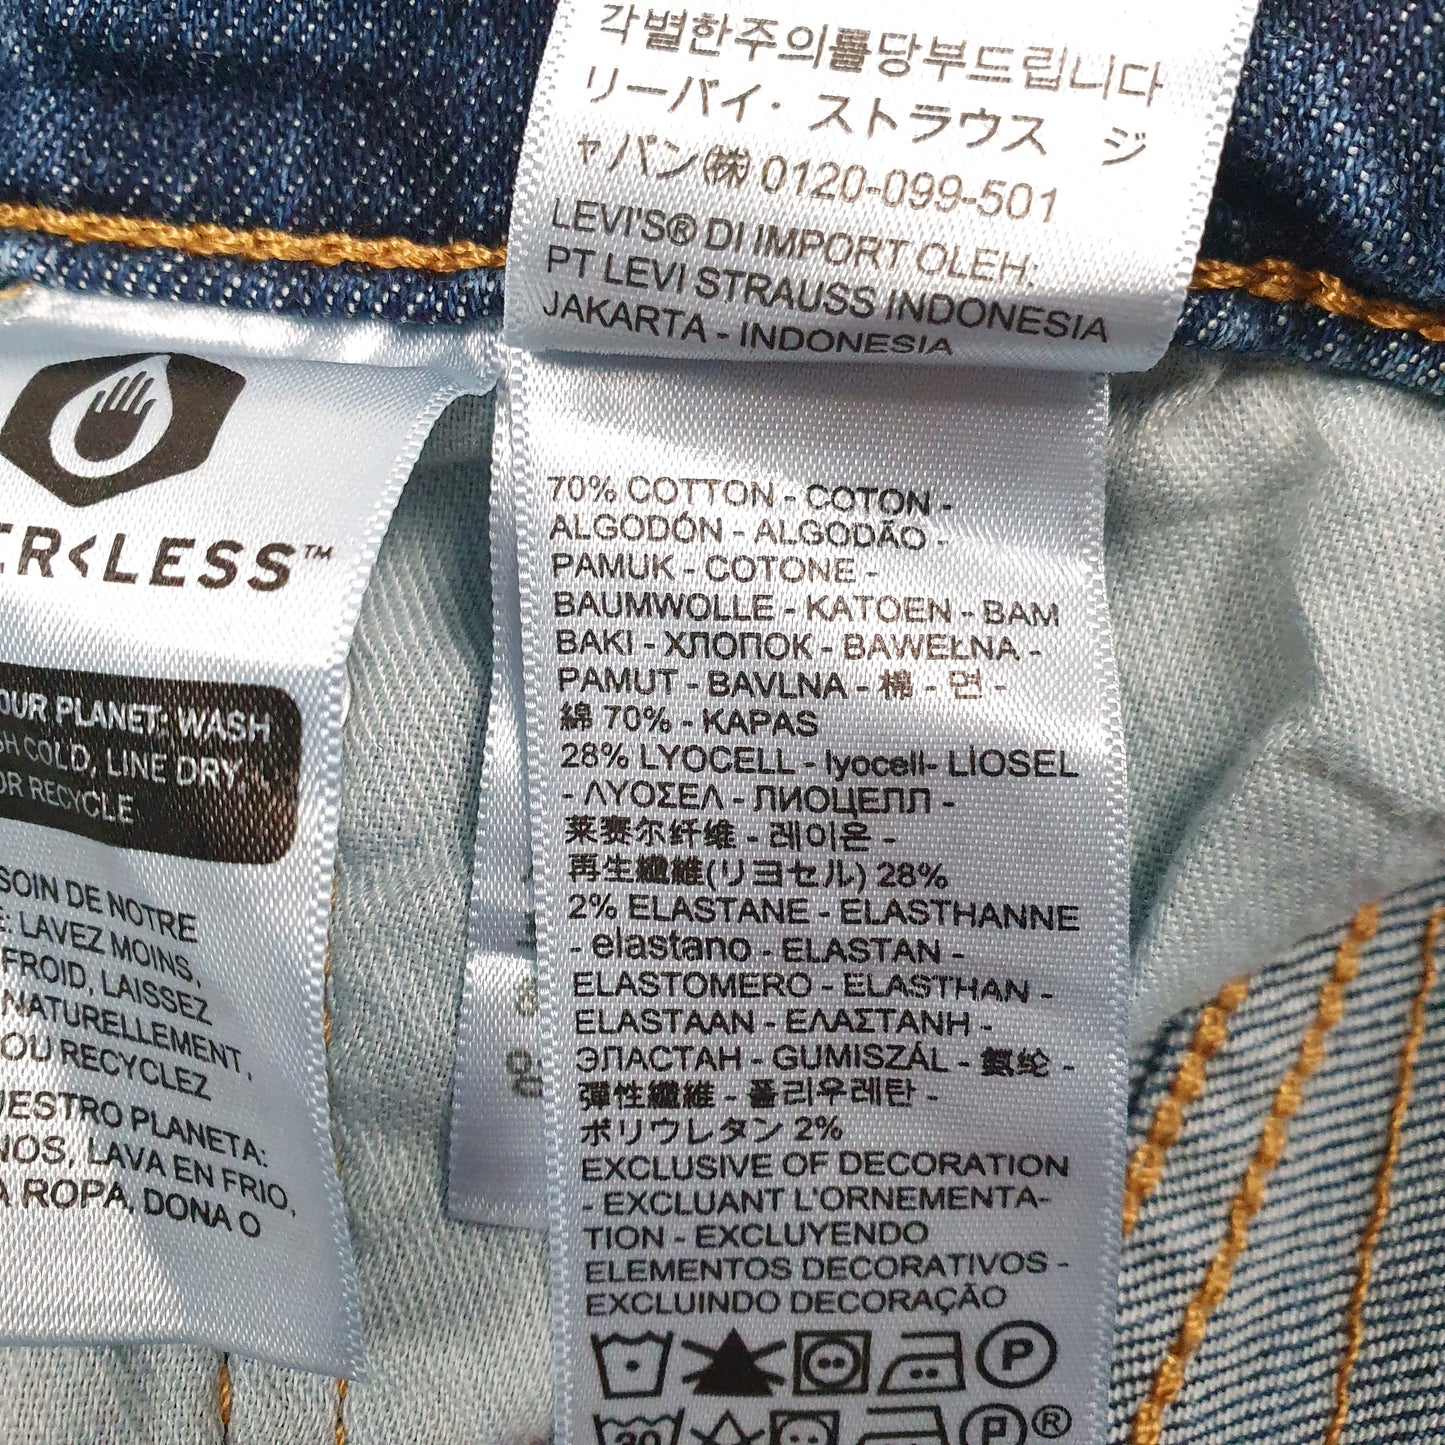 각별한주의를당부드립니다
リーバイ・ストラウス ジ
ャパン(株)0120-099-501
LEVI'S® DI IMPORT OLEH:
PT LEVI STRAUSS INDONESIA
JAKARTA - INDONESIA
ER<LESS™
OUR PLANET: WASH
COLD, LINE DRY,
OR RECYCLE
SOIN DE NOTRE
: LAVEZ MOINS,
FROID, LAISSEZ
NATURELLEMENT,
OU RECYCLEZ
UESTRO PLANETA:
NOS, LAVA EN FRIO,
A ROPA, DONA O
70% COTTON - COTON -
ALGODÓN - ALGODÃO -
PAMUK - COTONE -
BAUMWOLLE - KATOEN - BAM
BAKI - ХЛОПОК - BAWEŁNA -
PAMUT - BAVLNA - 棉 - 면 -
綿 70% - KAPAS
28% LYOCELL - lyocell- LİOSEL
- ΛΥΟΣΕΛ - ЛИОЦЕЛЛ -
莱赛尔纤维 - 레이온 -
再生繊維(リヨセル) 28%
2% ELASTANE - ELASTHANNE
- elastano - ELASTAN -
ELASTOMERO - ELASTHAN -
ELASTAAN - ΕΛΑΣΤΑΝΗ -
ЭЛАСТАН - GUMISZÁL - 氨纶 -
彈性纖維 - 폴리우레탄 -
ポリウレタン 2%
EXCLUSIVE OF DECORATION
- EXCLUANT L'ORNEMENTA-
TION - EXCLUYENDO
ELEMENTOS DECORATIVOS -
EXCLUINDO DECORAÇÃO
P
30 P ®